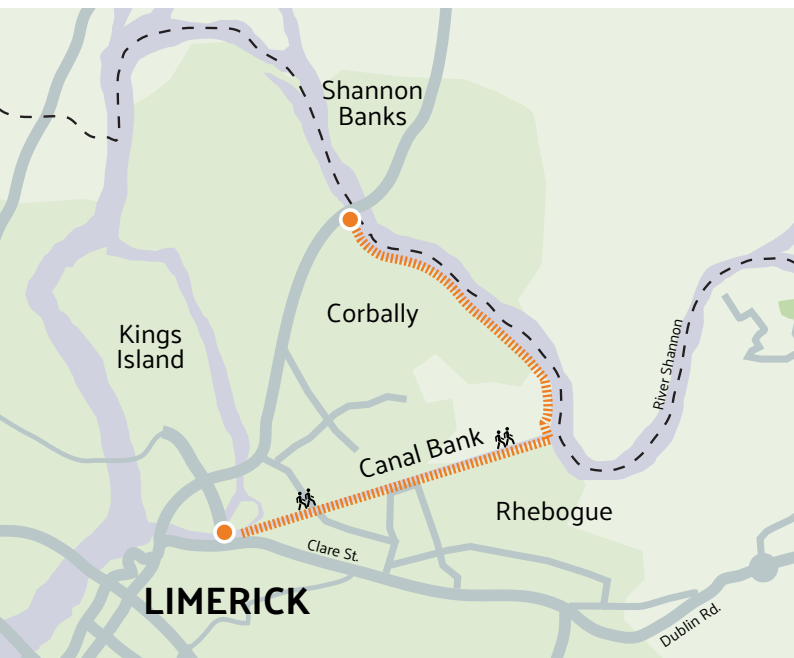 Shannon
Banks
Corbally
Kings
Island
River Shannon
Canal Bank
Rhebogue
Clare St.
LIMERICK
Dublin Rd.